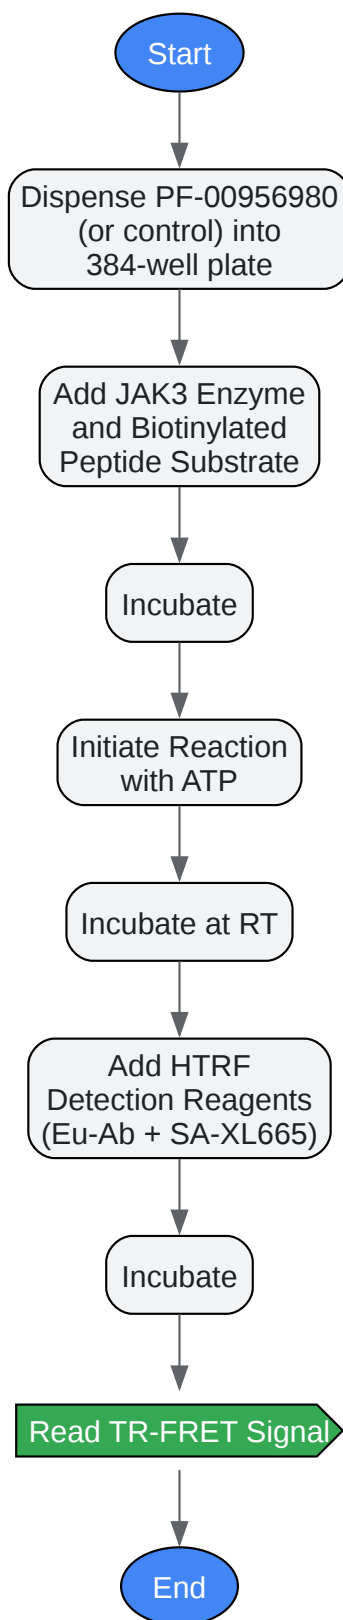 Start
Dispense PF-00956980
(or control) into
384-well plate
Add JAK3 Enzyme
and Biotinylated
Peptide Substrate
Incubate
Initiate Reaction
with ATP
Incubate at RT
Add HTRF
Detection Reagents
(Eu-Ab + SA-XL665)
Incubate
Read TR-FRET Signal
End